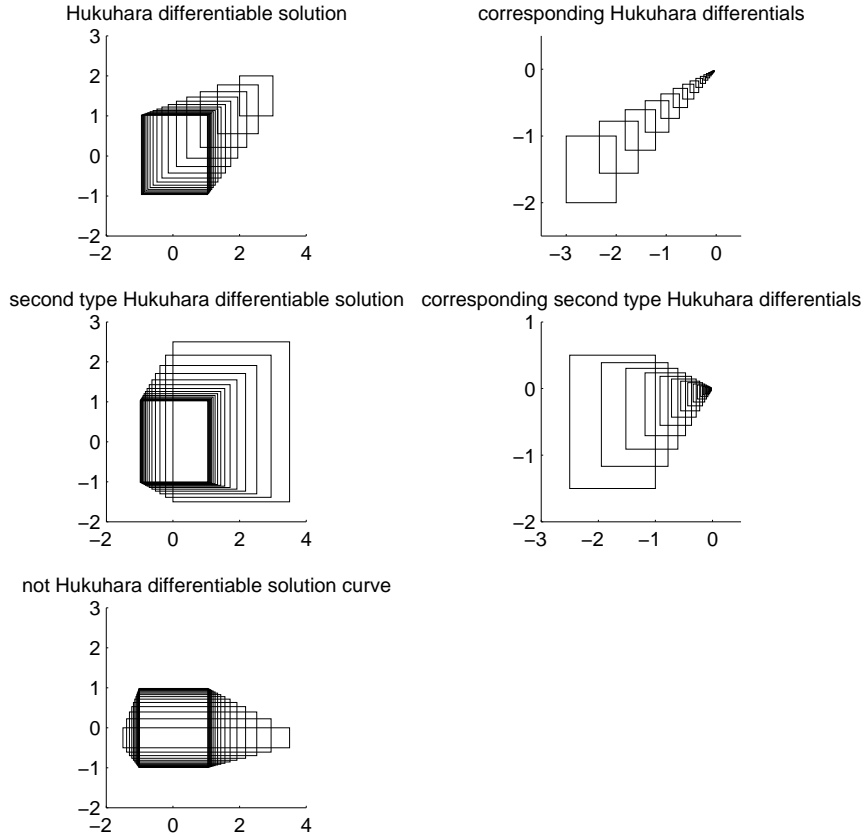 Hukuhara differentiable solution
3
2
1
0
−1
−2
−2 0 2 4
corresponding Hukuhara differentials
0
−1
−2
−3 −2 −1 0
second type Hukuhara differentiable solution
3
2
1
0
−1
−2
−2 0 2 4
corresponding second type Hukuhara differentials
1
0
−1
−2
−3 −2 −1 0
not Hukuhara differentiable solution curve
3
2
1
0
−1
−2
−2 0 2 4